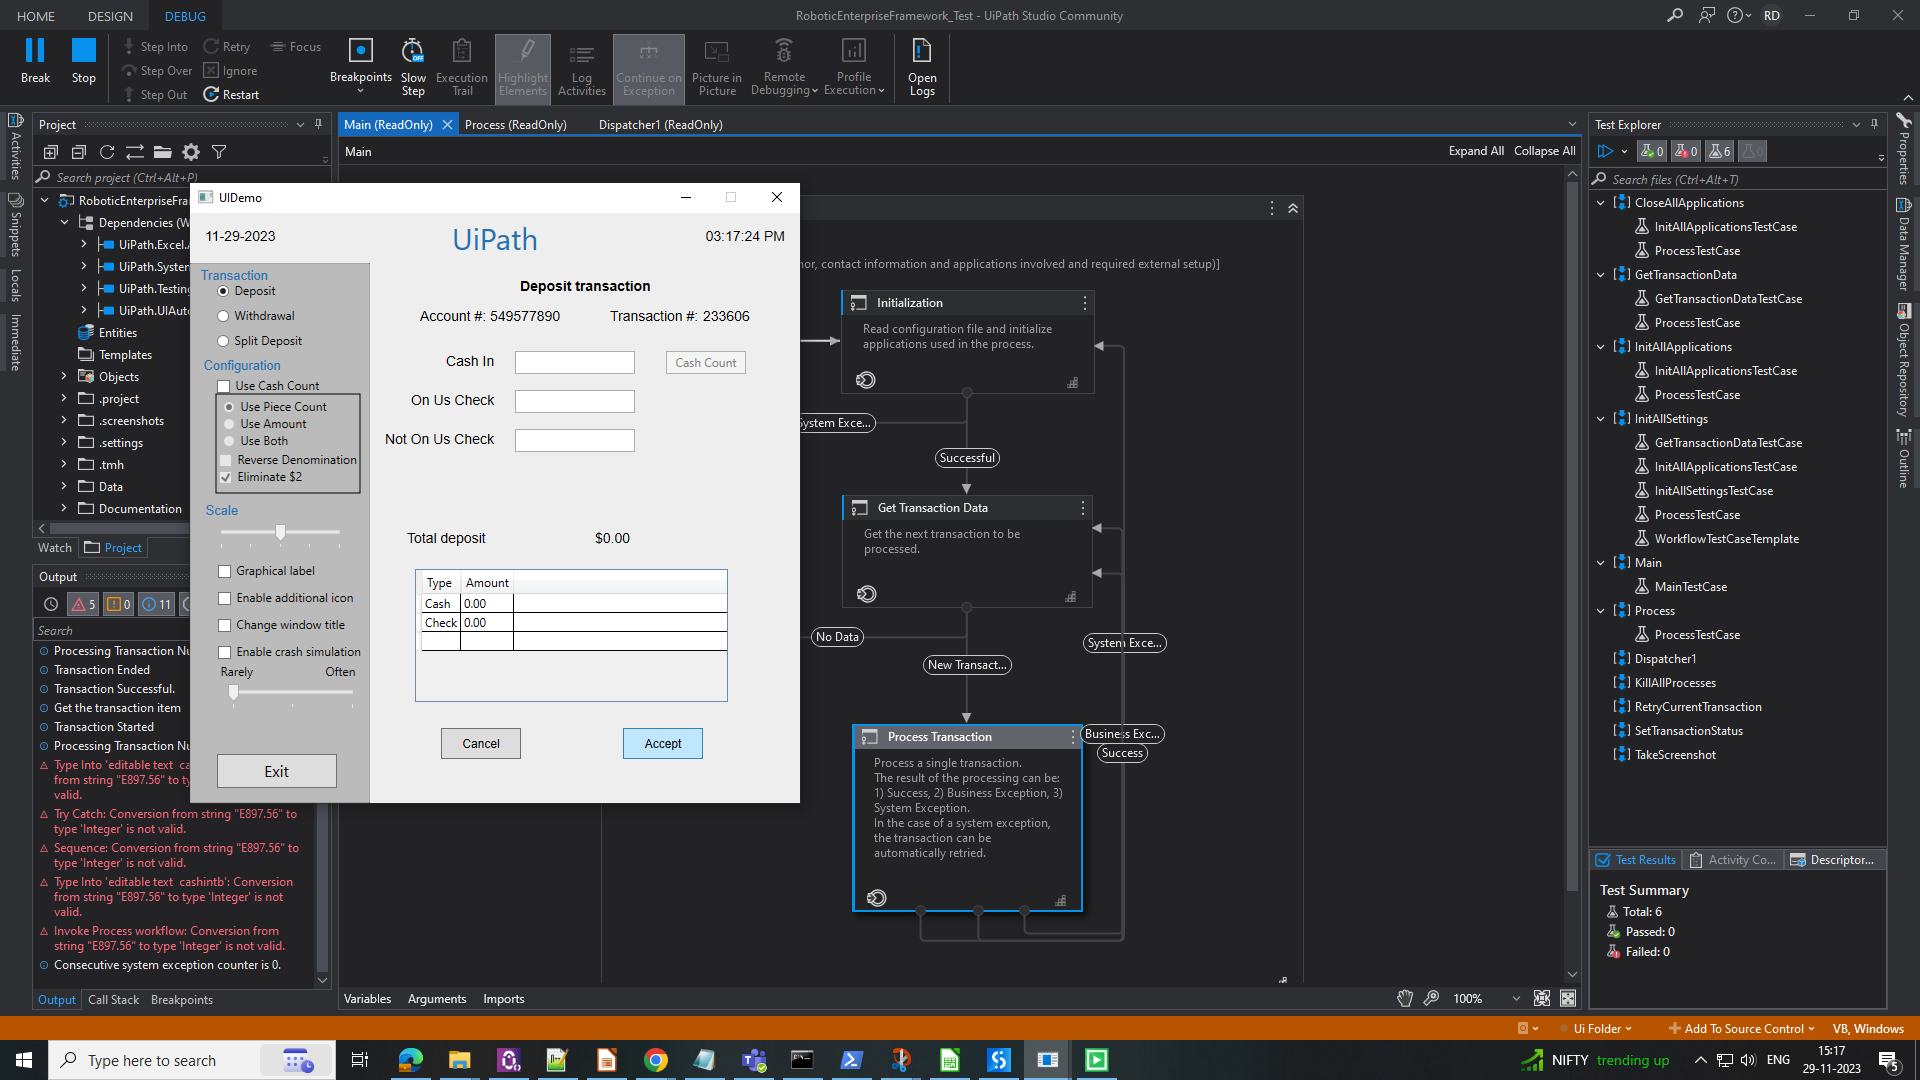 HOME DESIGN DEBUG
RoboticEnterpriseFramework_Test - UiPath Studio Community
RD
Break
Stop
Step Into
Step Over
Step Out
Retry
Ignore
Restart
Focus
Breakpoints
Slow
Step
Execution
Trail
Highlight
Elements
Log
Activities
Continue on
Exception
Picture in
Picture
Remote
Debugging
Profile
Execution
Open
Logs
Activities
Snippets
Locals
Immediate
Project
Search project (Ctrl+Alt+P)
RoboticEnterpriseFra
Dependencies (W
UiPath.Excel.A
UiPath.System
UiPath.Testing
UiPath.UIAuto
Entities
Templates
Objects
.project
.screenshots
.settings
.tmh
Data
Documentation
Watch
Project
Output
5
0
11
Search
Processing Transaction Nu
Transaction Ended
Transaction Successful.
Get the transaction item
Transaction Started
Processing Transaction Nu
Type Into 'editable text ca
from string "E897.56" to ty
valid.
Try Catch: Conversion from string "E897.56" to
type 'Integer' is not valid.
Sequence: Conversion from string "E897.56" to
type 'Integer' is not valid.
Type Into 'editable text cashintb': Conversion
from string "E897.56" to type 'Integer' is not
valid.
Invoke Process workflow: Conversion from
string "E897.56" to type 'Integer' is not valid.
Consecutive system exception counter is 0.
Output Call Stack Breakpoints
Main (ReadOnly) Process (ReadOnly) Dispatcher1 (ReadOnly)
Main
Expand All Collapse All
UIDemo
11-29-2023
UiPath
03:17:24 PM
Transaction
Deposit
Withdrawal
Split Deposit
Configuration
Use Cash Count
Use Piece Count
Use Amount
Use Both
Reverse Denomination
Eliminate $2
Scale
Graphical label
Enable additional icon
Change window title
Enable crash simulation
Rarely Often
Exit
Deposit transaction
Account #: 549577890 Transaction #: 233606
Cash In
Cash Count
On Us Check
Not On Us Check
Total deposit $0.00
Type Amount
Cash 0.00
Check 0.00
Cancel
Accept
or, contact information and applications involved and required external setup)]
Initialization
Read configuration file and initialize
applications used in the process.
System Exce...
Successful
Get Transaction Data
Get the next transaction to be
processed.
No Data
System Exce...
New Transact...
Process Transaction
Process a single transaction.
The result of the processing can be:
1) Success, 2) Business Exception, 3)
System Exception.
In the case of a system exception,
the transaction can be
automatically retried.
Business Exc...
Success
Variables Arguments Imports
100%
Test Explorer
0
0
6
0
Search files (Ctrl+Alt+T)
CloseAllApplications
InitAllApplicationsTestCase
ProcessTestCase
GetTransactionData
GetTransactionDataTestCase
ProcessTestCase
InitAllApplications
InitAllApplicationsTestCase
ProcessTestCase
InitAllSettings
GetTransactionDataTestCase
InitAllApplicationsTestCase
InitAllSettingsTestCase
ProcessTestCase
WorkflowTestCaseTemplate
Main
MainTestCase
Process
ProcessTestCase
Dispatcher1
KillAllProcesses
RetryCurrentTransaction
SetTransactionStatus
TakeScreenshot
Test Results Activity Co... Descriptor...
Test Summary
Total: 6
Passed: 0
Failed: 0
Properties
Data Manager
Object Repository
Outline
Ui Folder
Add To Source Control
VB, Windows
Type here to search
NIFTY trending up
ENG
15:17
29-11-2023
5